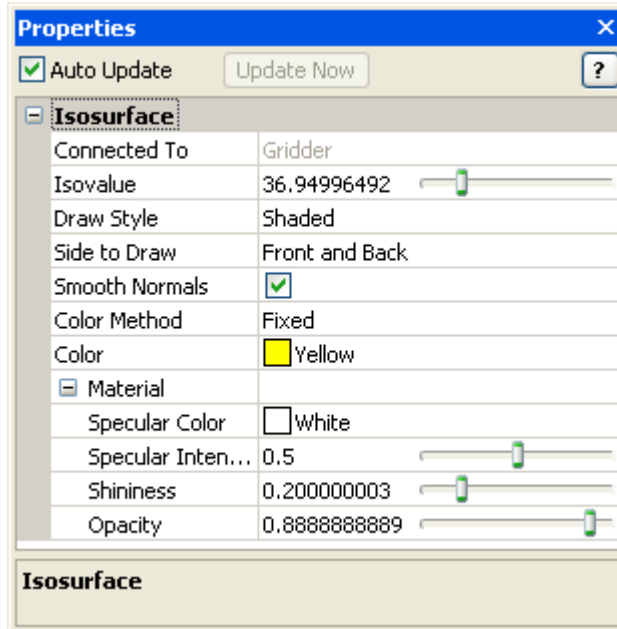 Properties
Auto Update Update Now ?
Isosurface
Connected To Gridder
Isovalue 36.94996492
Draw Style Shaded
Side to Draw Front and Back
Smooth Normals
Color Method Fixed
Color Yellow
Material
Specular Color White
Specular Inten... 0.5
Shininess 0.200000003
Opacity 0.8888888889
Isosurface